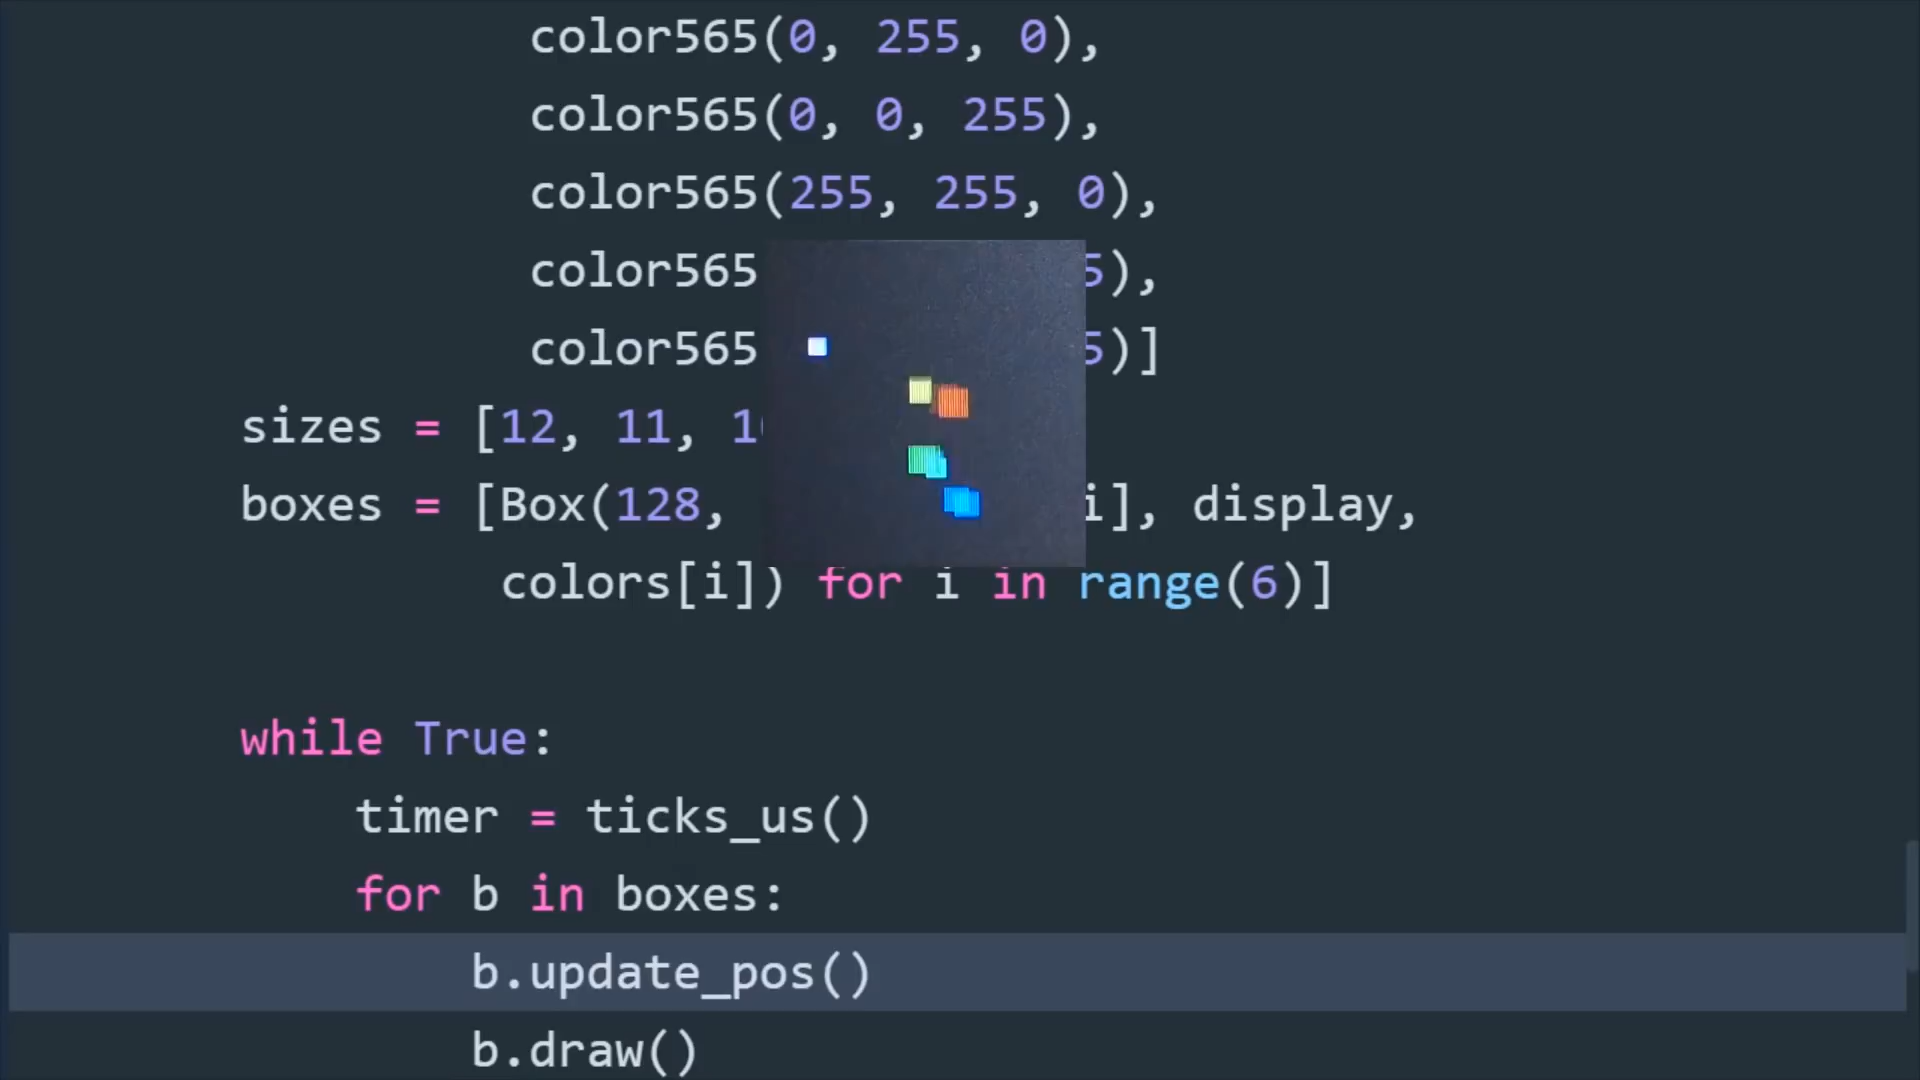 color565(0, 255, 0),
color565(0, 0, 255),
color565(255, 255, 0),
color565 5),
color565 5)]
sizes = [12, 11, 1
boxes = [Box(128, i], display,
colors[i]) for i in range(6)]
while True:
timer = ticks_us()
for b in boxes:
b.update_pos()
b.draw()